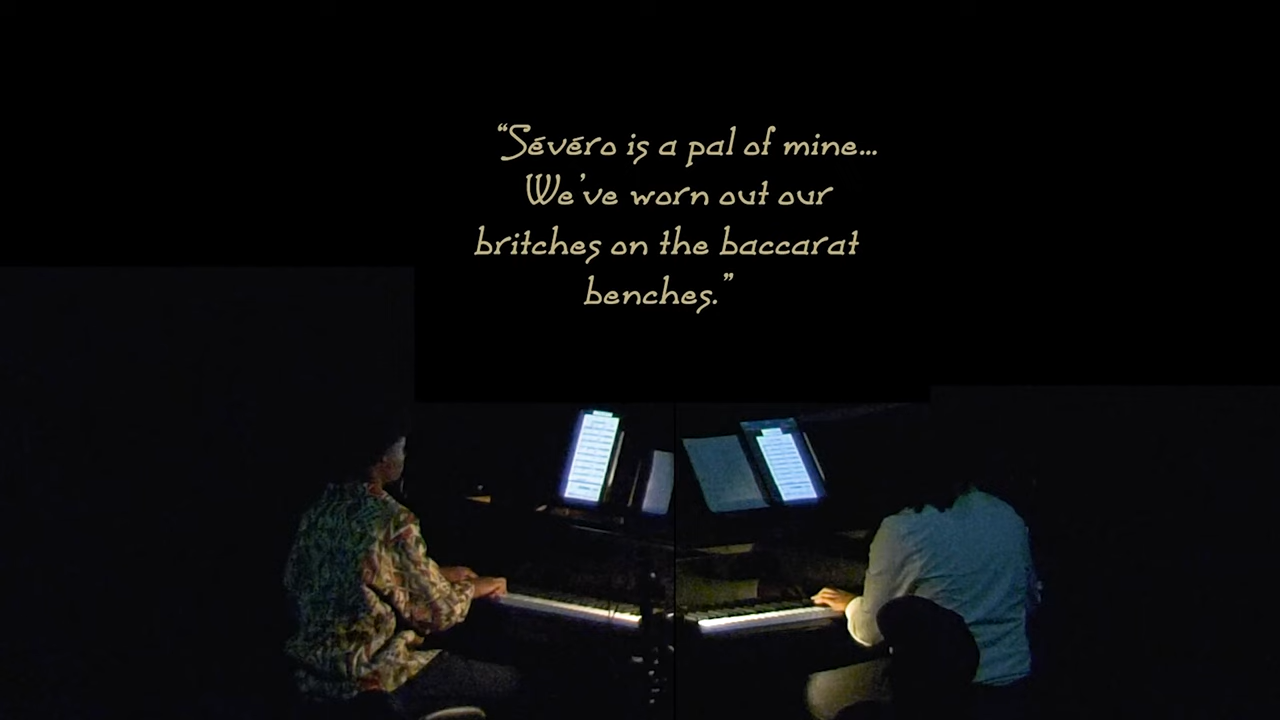 “Sévéro is a pal of mine...
We’ve worn out our
britches on the baccarat
benches.”